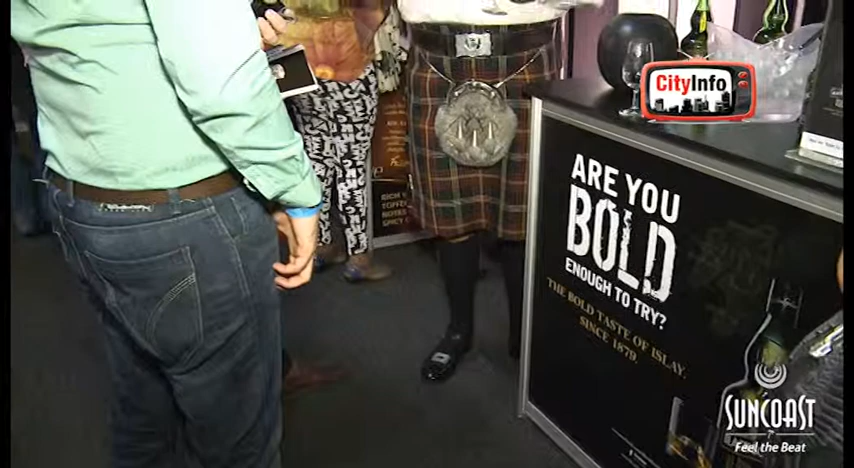 CityInfo
ARE YOU
BOLD
ENOUGH TO TRY?
THE BOLD TASTE OF ISLAY.
SINCE 1879.
SUNCOAST
Feel the Beat